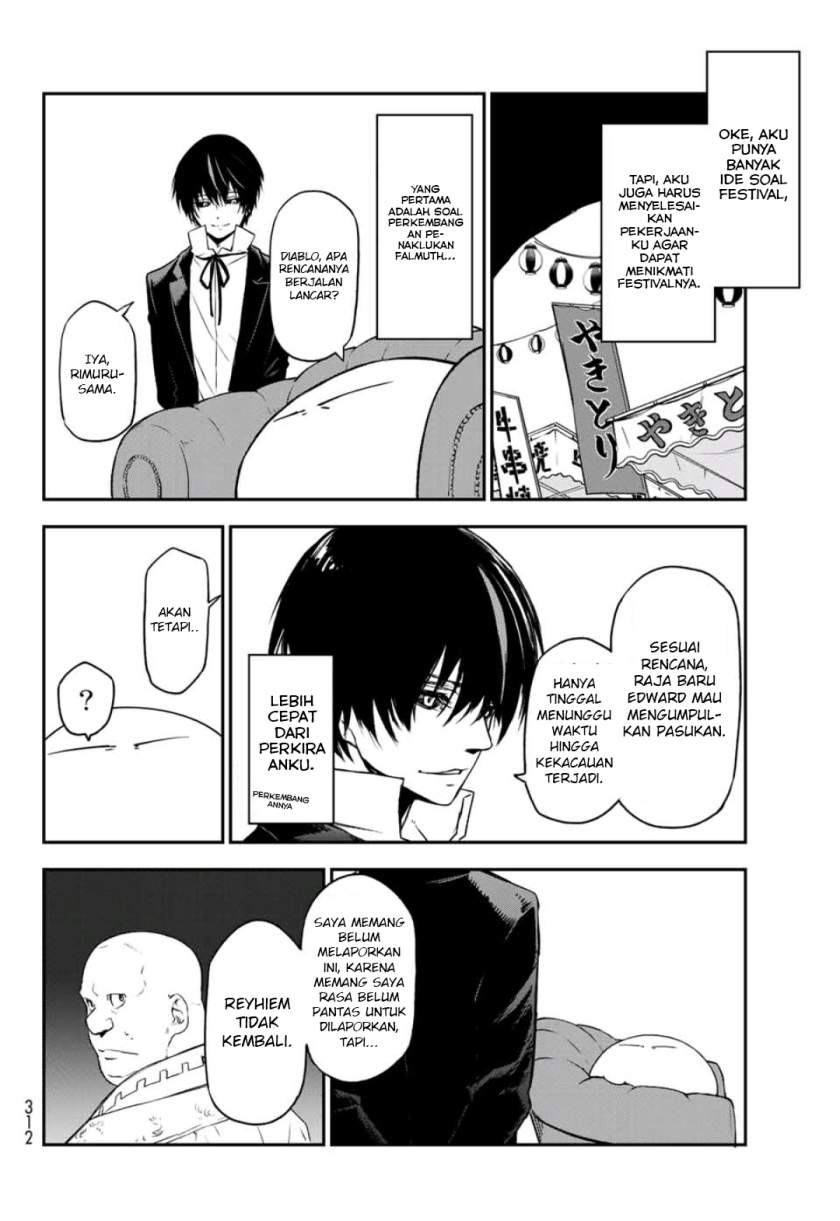 OKE, AKU
PUNYA
BANYAK
IDE SOAL
FESTIVAL,
TAPI, AKU
JUGA HARUS
MENYELESAI-
KAN
PEKERJAAN-
KU AGAR
DAPAT
MENIKMATI
FESTIVALNYA.
やきとり
やきと
牛串焼
YANG
PERTAMA
ADALAH SOAL
PERKEMBANG
AN PE-
NAKLUKAN
FALMUTH...
DIABLO, APA
RENCANANYA
BERJALAN
LANCAR?
IYA,
RIMURU-
SAMA.
SESUAI
RENCANA,
RAJA BARU
EDWARD MAU
MENGUMPUL-
KAN PASUKAN.
HANYA
TINGGAL
MENUNGGU
WAKTU
HINGGA
KEKACAUAN
TERJADI.
LEBIH
CEPAT
DARI
PERKIRA
ANKU.
PERKEMBANG
ANNYA
AKAN
TETAPI..
?
SAYA MEMANG
BELUM
MELAPORKAN
INI, KARENA
MEMANG SAYA
RASA BELUM
PANTAS UNTUK
DILAPORKAN,
TAPI...
REYHIEM
TIDAK
KEMBALI.
312